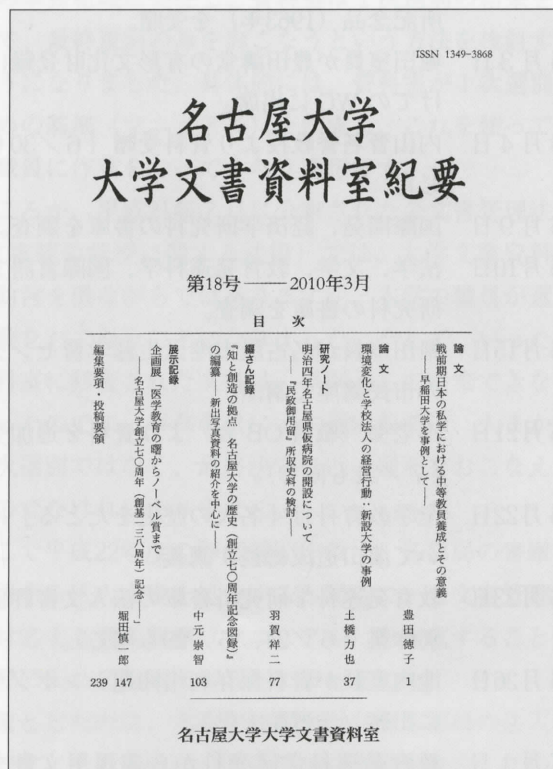 ISSN 1349-3868
名古屋大学
大学文書資料室紀要
第18号――2010年3月
目　次
論　文
戦前期日本の私学における中等教員養成とその意義
――早稲田大学を事例として――
豊田徳子
1
論　文
環境変化と学校法人の経営行動・新設大学の事例
土橋力也
37
研究ノート
明治四年名古屋県仮病院の開設について
――『民政御用留』所収史料の検討――
羽賀祥二
77
編さん記録
『知と創造の拠点　名古屋大学の歴史（創立七〇周年記念図録）』
の編纂――新出写真資料の紹介を中心に――
中元崇智
103
展示記録
企画展「医学教育の曙からノーベル賞まで
――名古屋大学創立七〇周年（創基一三八周年）記念――」
堀田慎一郎
147
編集要項・投稿要領
239
名古屋大学大学文書資料室